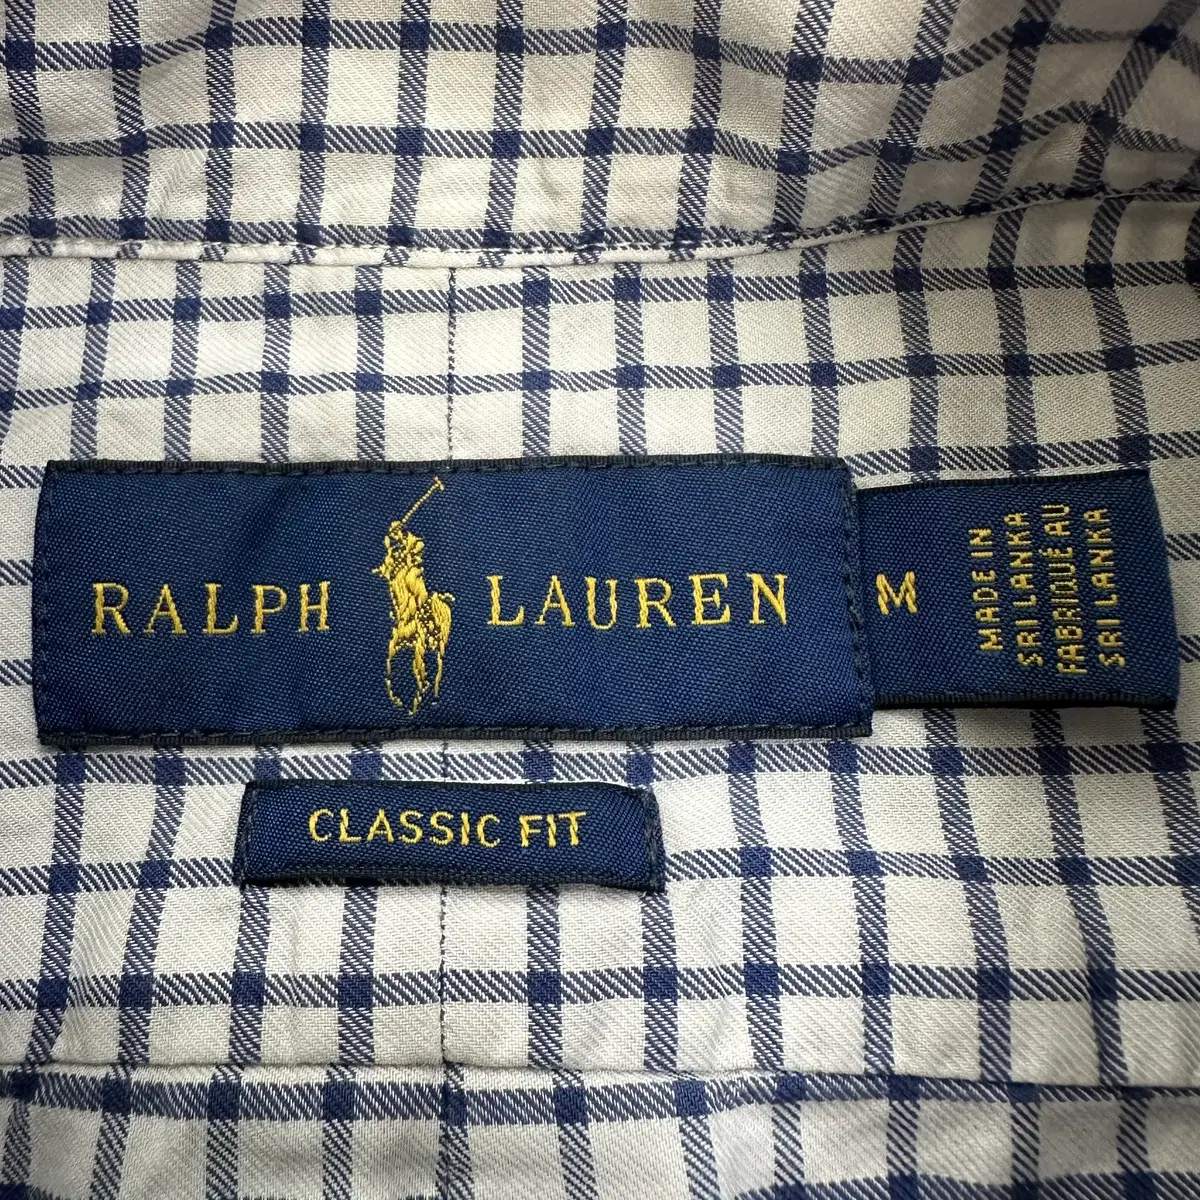 RALPH LAUREN
M
MADE IN
SRI LANKA
FABRIQUÉ AU
SRI LANKA
CLASSIC FIT